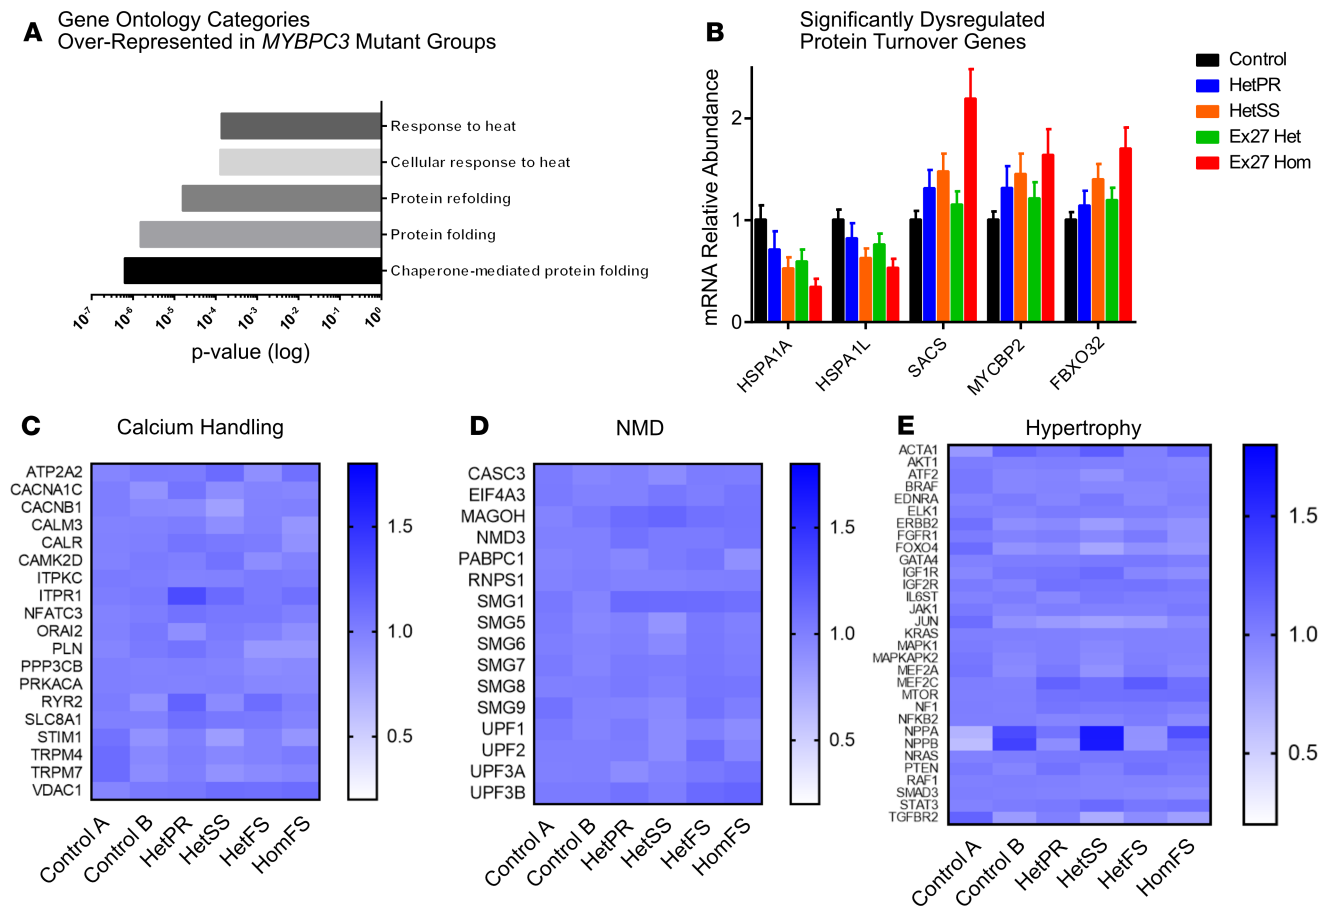 A
Gene Ontology Categories
Over-Represented in MYBPC3 Mutant Groups
Response to heat
Cellular response to heat
Protein refolding
Protein folding
Chaperone-mediated protein folding
10-7
10-6
10-5
10-4
10-3
10-2
10-1
100
p-value (log)
B
Significantly Dysregulated
Protein Turnover Genes
mRNA Relative Abundance
2
1
0
HSPA1A
HSPA1L
SACS
MYCBP2
FBXO32
Control
HetPR
HetSS
Ex27 Het
Ex27 Hom
C
Calcium Handling
ATP2A2
CACNA1C
CACNB1
CALM3
CALR
CAMK2D
ITPKC
ITPR1
NFATC3
ORAI2
PLN
PPP3CB
PRKACA
RYR2
SLC8A1
STIM1
TRPM4
TRPM7
VDAC1
Control A
Control B
HetPR
HetSS
HetFS
HomFS
1.5
1.0
0.5
D
NMD
CASC3
EIF4A3
MAGOH
NMD3
PABPC1
RNPS1
SMG1
SMG5
SMG6
SMG7
SMG8
SMG9
UPF1
UPF2
UPF3A
UPF3B
Control A
Control B
HetPR
HetSS
HetFS
HomFS
1.5
1.0
0.5
E
Hypertrophy
ACTA1
AKT1
ATF2
BRAF
EDNRA
ELK1
ERBB2
FGFR1
FOXO4
GATA4
IGF1R
IGF2R
IL6ST
JAK1
JUN
KRAS
MAPK1
MAPKAPK2
MEF2A
MEF2C
MTOR
NF1
NFKB2
NPPA
NPPB
NRAS
PTEN
RAF1
SMAD3
STAT3
TGFBR2
Control A
Control B
HetPR
HetSS
HetFS
HomFS
1.5
1.0
0.5